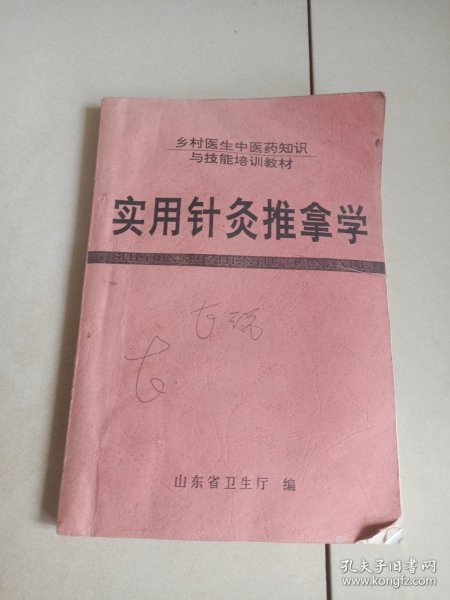 乡村医生中医药知识
与技能培训教材
实用针灸推拿学
SHIYONGZHENJIUTUINAXUE
山东省卫生厅 编
孔夫子旧书网
www.kongfz.com